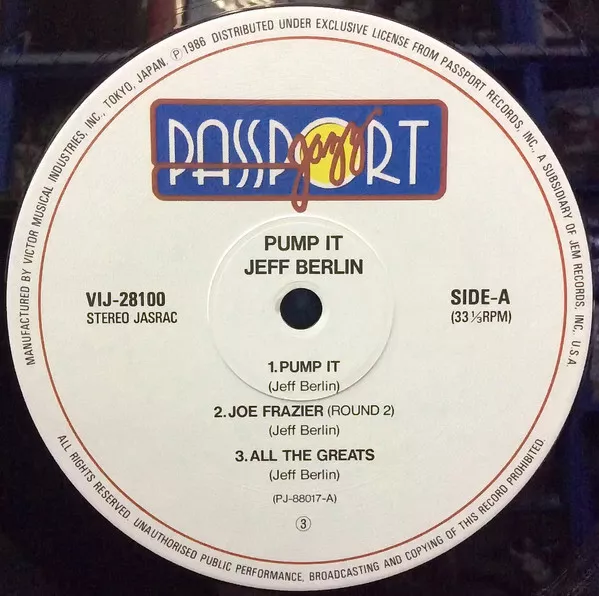 MANUFACTURED BY VICTOR MUSICAL INDUSTRIES, INC., TOKYO, JAPAN. Ⓟ1986 DISTRIBUTED UNDER EXCLUSIVE LICENSE FROM PASSPORT RECORDS, INC., A SUBSIDIARY OF JEM RECORDS, INC, U.S.A.
PASSPORT
Jazz
PUMP IT
JEFF BERLIN
VIJ-28100
STEREO JASRAC
SIDE-A
(33 ⅓RPM)
1.PUMP IT
(Jeff Berlin)
2.JOE FRAZIER (ROUND 2)
(Jeff Berlin)
3.ALL THE GREATS
(Jeff Berlin)
(PJ-88017-A)
③
ALL RIGHTS RESERVED. UNAUTHORISED PUBLIC PERFORMANCE, BROADCASTING AND COPYING OF THIS RECORD PROHIBITED.